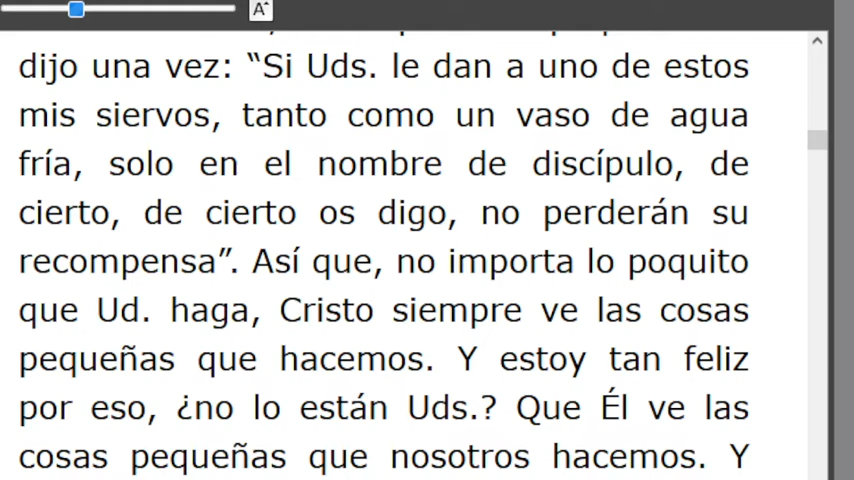 A
dijo una vez: “Si Uds. le dan a uno de estos
mis siervos, tanto como un vaso de agua
fría, solo en el nombre de discípulo, de
cierto, de cierto os digo, no perderán su
recompensa”. Así que, no importa lo poquito
que Ud. haga, Cristo siempre ve las cosas
pequeñas que hacemos. Y estoy tan feliz
por eso, ¿no lo están Uds.? Que Él ve las
cosas pequeñas que nosotros hacemos. Y